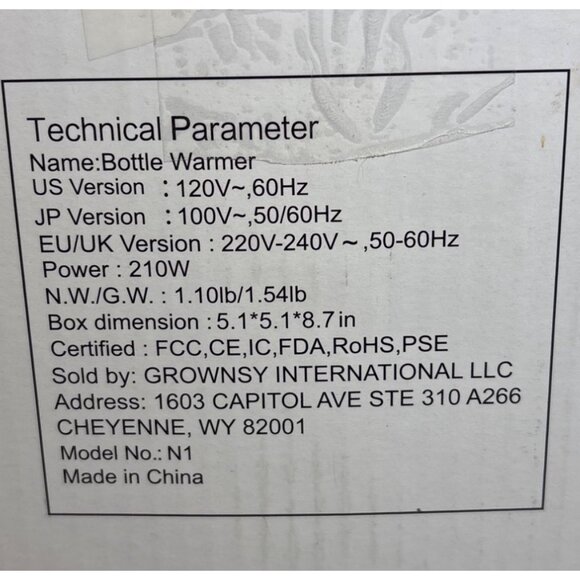 Technical Parameter
Name:Bottle Warmer
US Version : 120V~,60Hz
JP Version : 100V~,50/60Hz
EU/UK Version : 220V-240V~,50-60Hz
Power : 210W
N.W./G.W. : 1.10lb/1.54lb
Box dimension : 5.1*5.1*8.7in
Certified : FCC,CE,IC,FDA,RoHS,PSE
Sold by: GROWNSY INTERNATIONAL LLC
Address: 1603 CAPITOL AVE STE 310 A266
CHEYENNE, WY 82001
Model No.: N1
Made in China